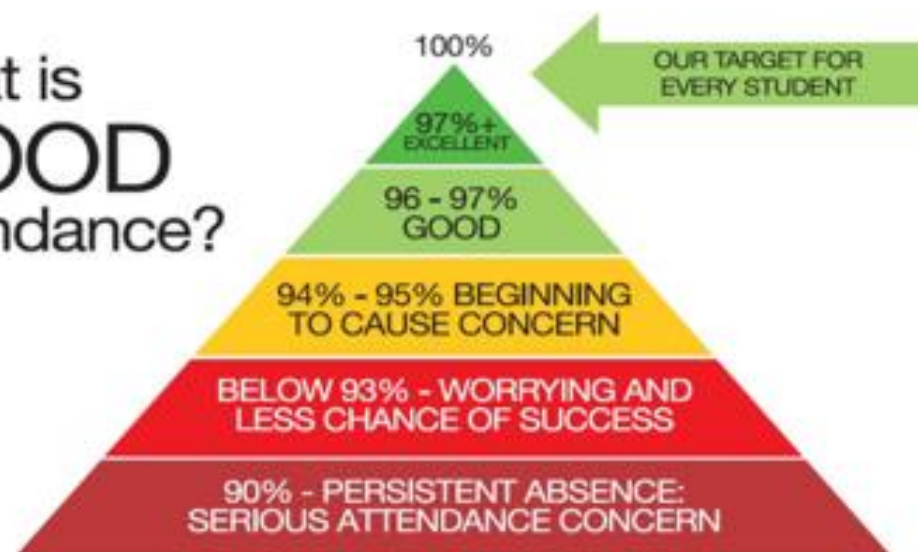 100%
OUR TARGET FOR
EVERY STUDENT
t is
OOD
ndance?
97%+
EXCELLENT
96 - 97%
GOOD
94% - 95% BEGINNING
TO CAUSE CONCERN
BELOW 93% - WORRYING AND
LESS CHANCE OF SUCCESS
90% - PERSISTENT ABSENCE:
SERIOUS ATTENDANCE CONCERN